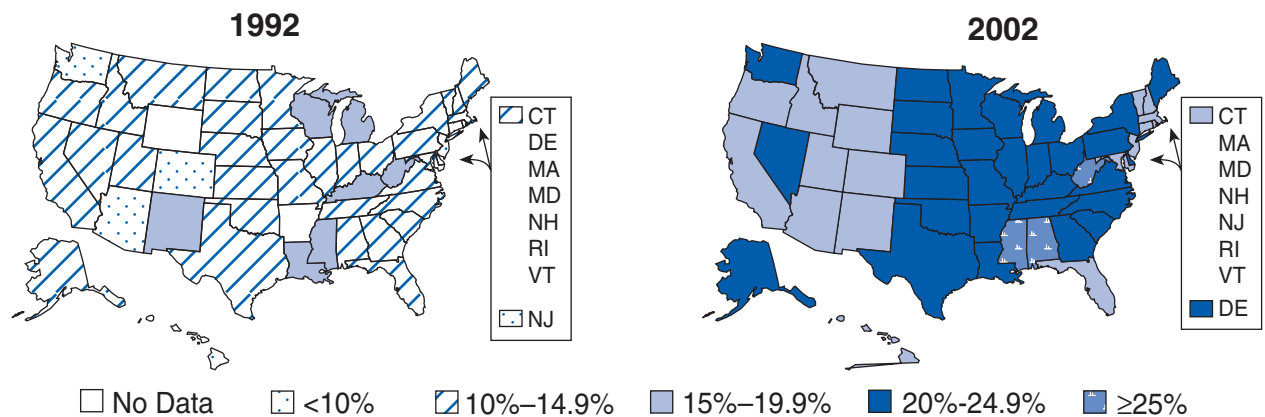 1992
2002
CT
DE
MA
MD
NH
RI
VT
NJ
CT
MA
MD
NH
NJ
RI
VT
DE
No Data <10% 10%–14.9% 15%–19.9% 20%-24.9% ≥25%